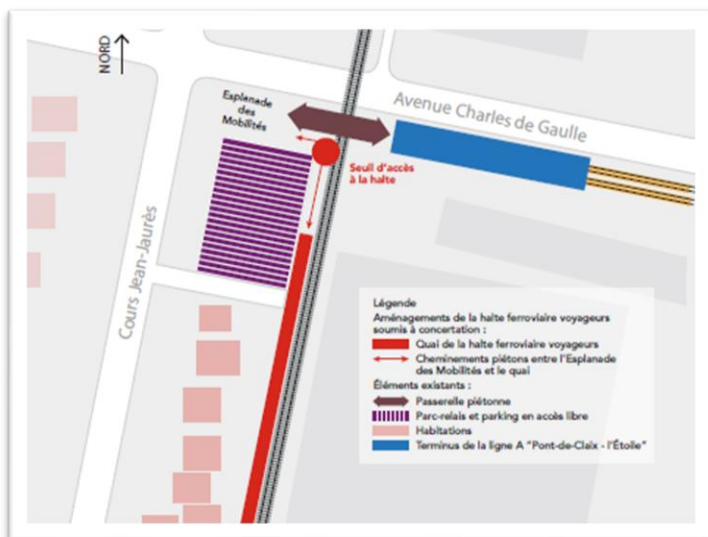 NORD
Esplanade
des
Mobilités
Avenue Charles de Gaulle
Seuil d'accès
à la halte
Cours Jean-Jaurès
Légende
Aménagements de la halte ferroviaire voyageurs
soumis à concertation :
Quai de la halte ferroviaire voyageurs
Cheminements piétons entre l'Esplanade
des Mobilités et le quai
Éléments existants :
Passerelle piétonne
Parc-relais et parking en accès libre
Habitations
Terminus de la ligne A "Pont-de-Claix - l'Étoile"